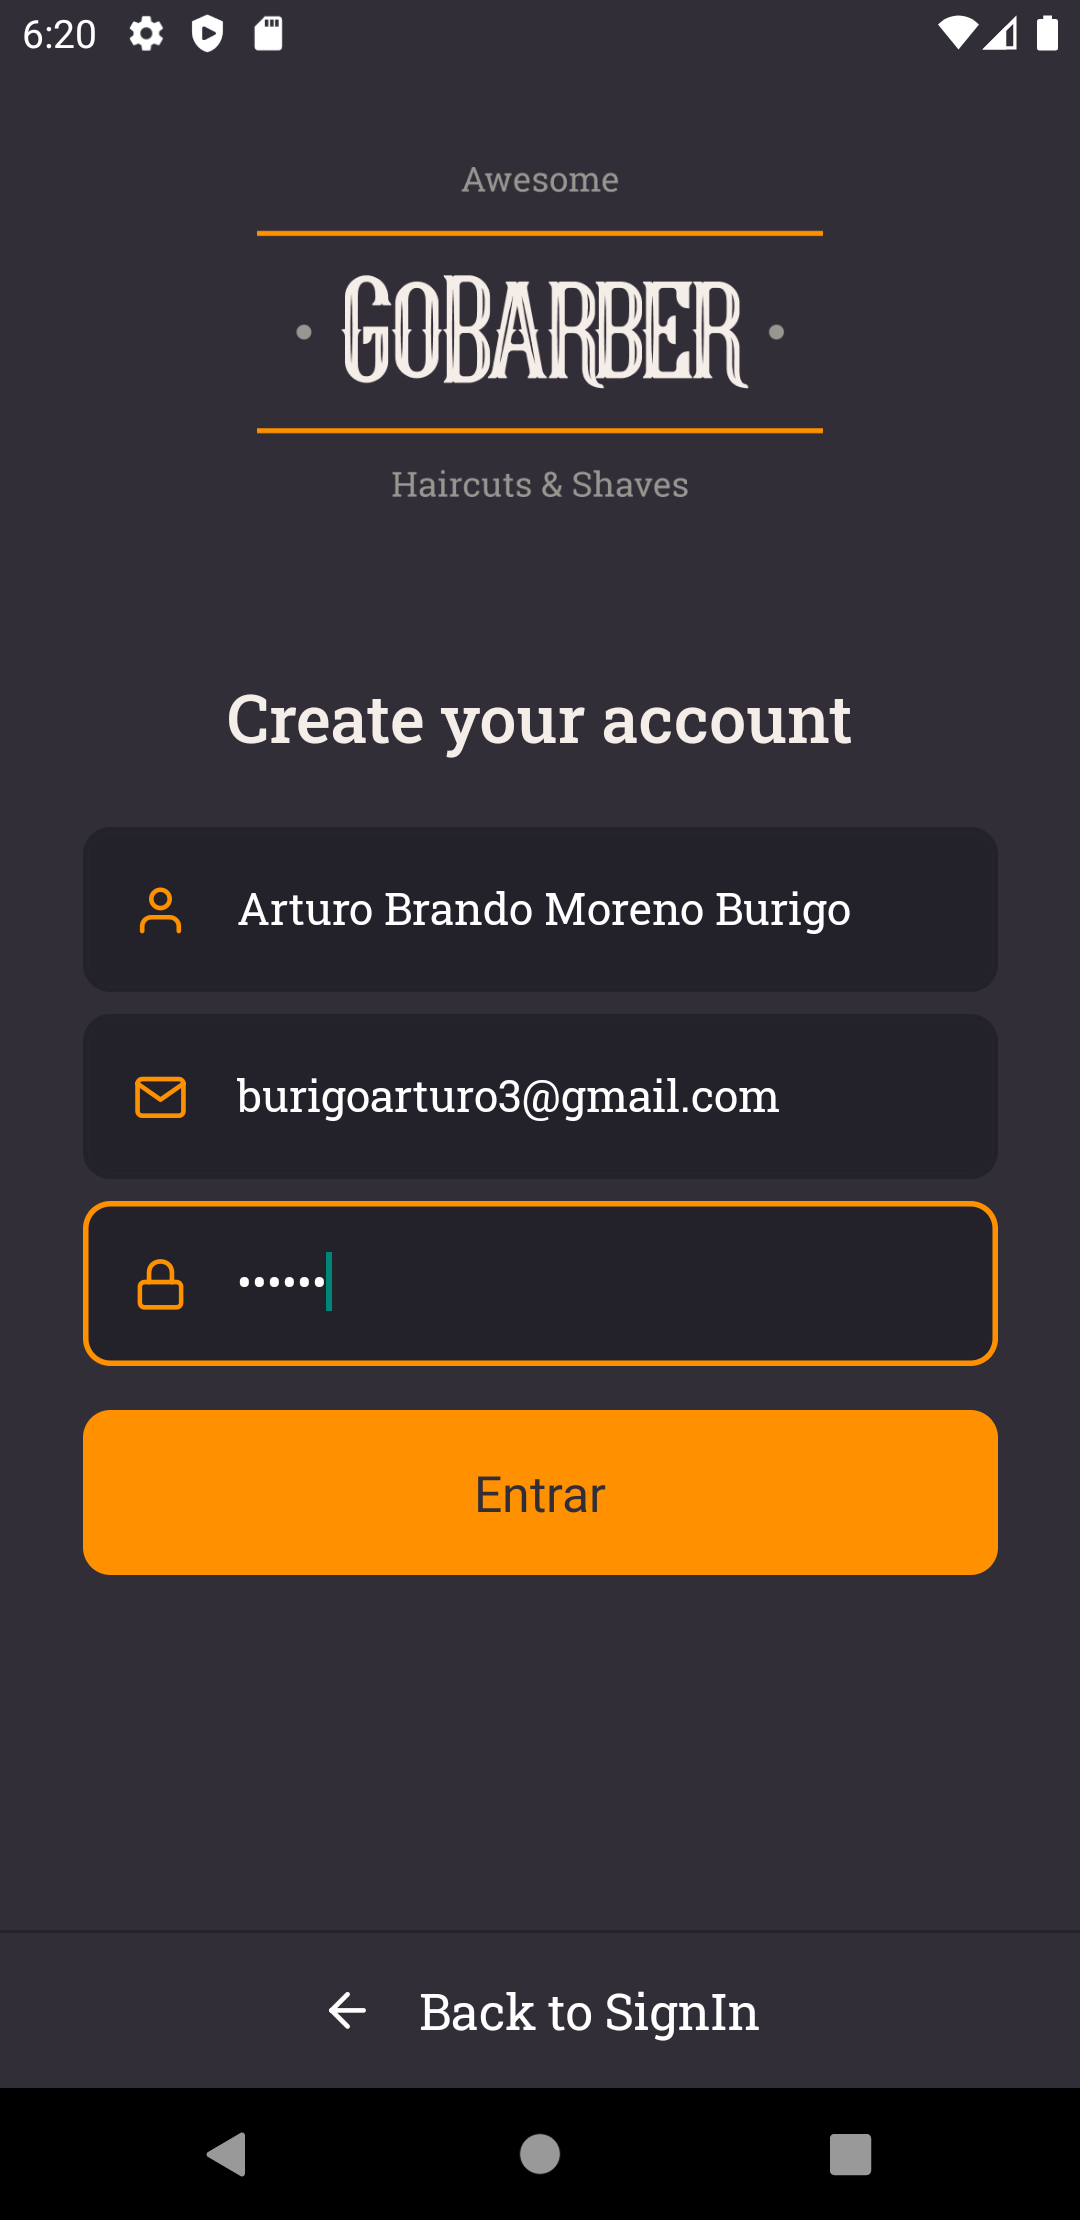 6:20
Awesome
GOBARBER
Haircuts & Shaves
Create your account
Arturo Brando Moreno Burigo
burigoarturo3@gmail.com
••••••
Entrar
Back to SignIn